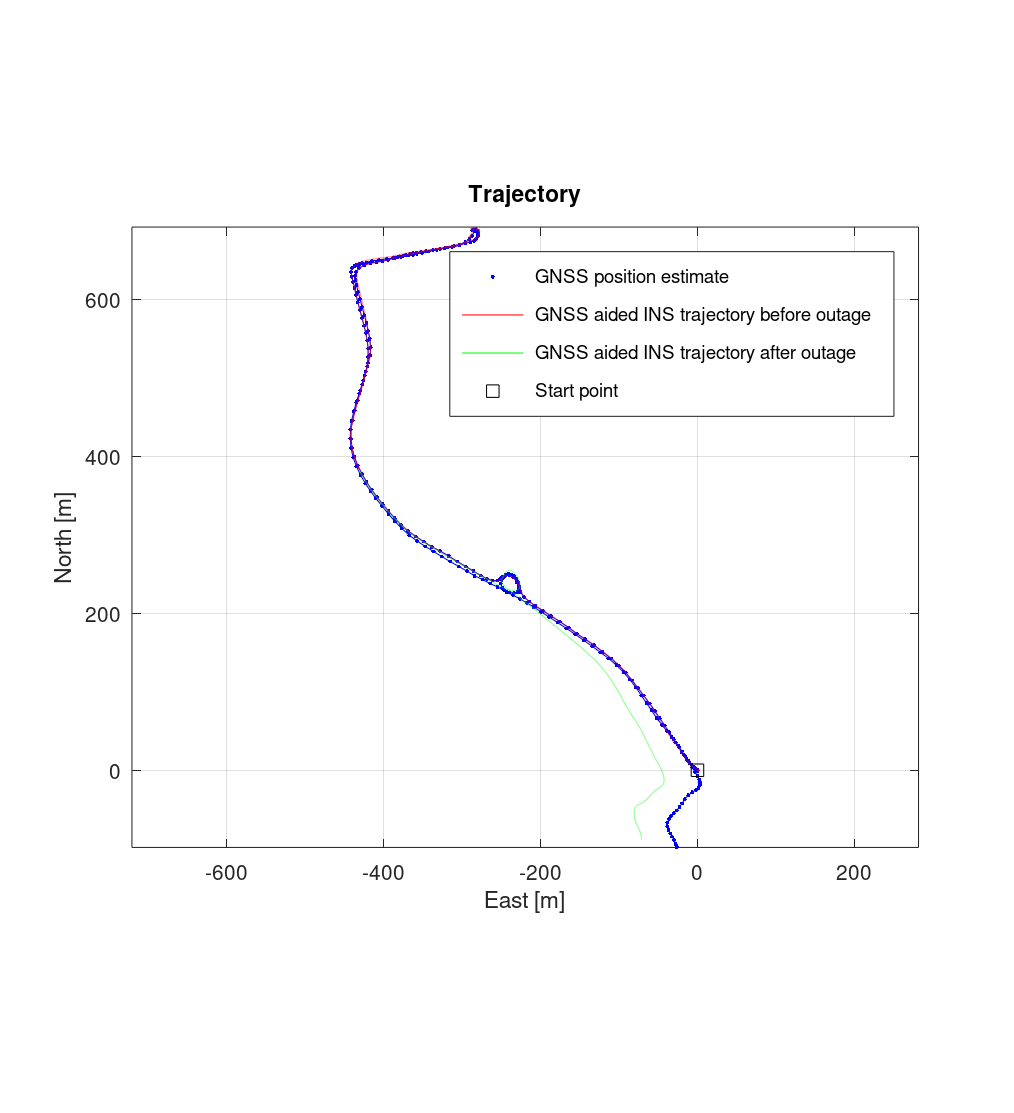 Trajectory
GNSS position estimate
GNSS aided INS trajectory before outage
GNSS aided INS trajectory after outage
Start point
600
400
200
0
North [m]
-600 -400 -200 0 200
East [m]